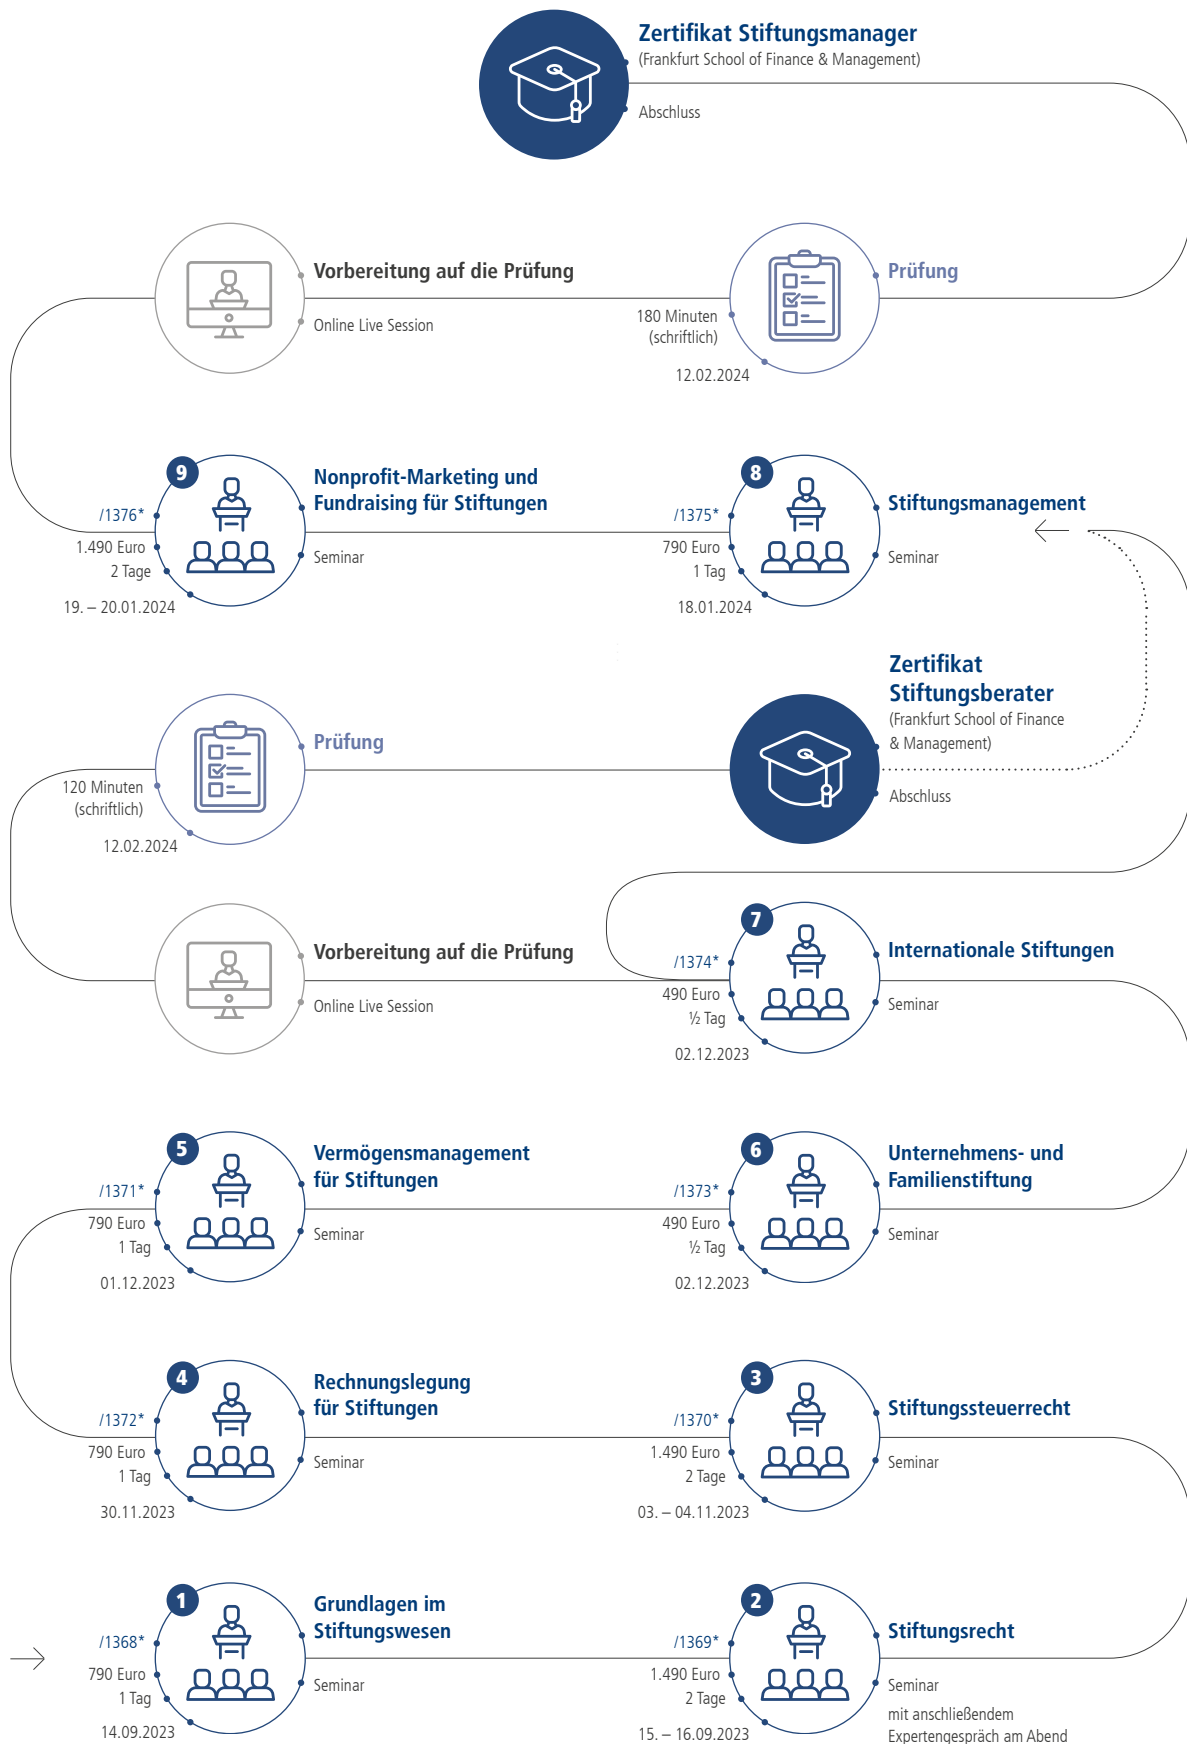 Zertifikat Stiftungsmanager
(Frankfurt School of Finance & Management)
Abschluss
Vorbereitung auf die Prüfung
Online Live Session
Prüfung
180 Minuten
(schriftlich)
12.02.2024
9
Nonprofit-Marketing und
Fundraising für Stiftungen
/1376*
1.490 Euro
2 Tage
Seminar
19. – 20.01.2024
8
Stiftungsmanagement
/1375*
790 Euro
1 Tag
Seminar
18.01.2024
Prüfung
120 Minuten
(schriftlich)
12.02.2024
Zertifikat
Stiftungsberater
(Frankfurt School of Finance
& Management)
Abschluss
Vorbereitung auf die Prüfung
Online Live Session
7
Internationale Stiftungen
/1374*
490 Euro
½ Tag
Seminar
02.12.2023
5
Vermögensmanagement
für Stiftungen
/1371*
790 Euro
1 Tag
Seminar
01.12.2023
6
Unternehmens- und
Familienstiftung
/1373*
490 Euro
½ Tag
Seminar
02.12.2023
4
Rechnungslegung
für Stiftungen
/1372*
790 Euro
1 Tag
Seminar
30.11.2023
3
Stiftungssteuerrecht
/1370*
1.490 Euro
2 Tage
Seminar
03. – 04.11.2023
1
Grundlagen im
Stiftungswesen
/1368*
790 Euro
1 Tag
Seminar
14.09.2023
2
Stiftungsrecht
/1369*
1.490 Euro
2 Tage
Seminar
15. – 16.09.2023
mit anschließendem
Expertengespräch am Abend